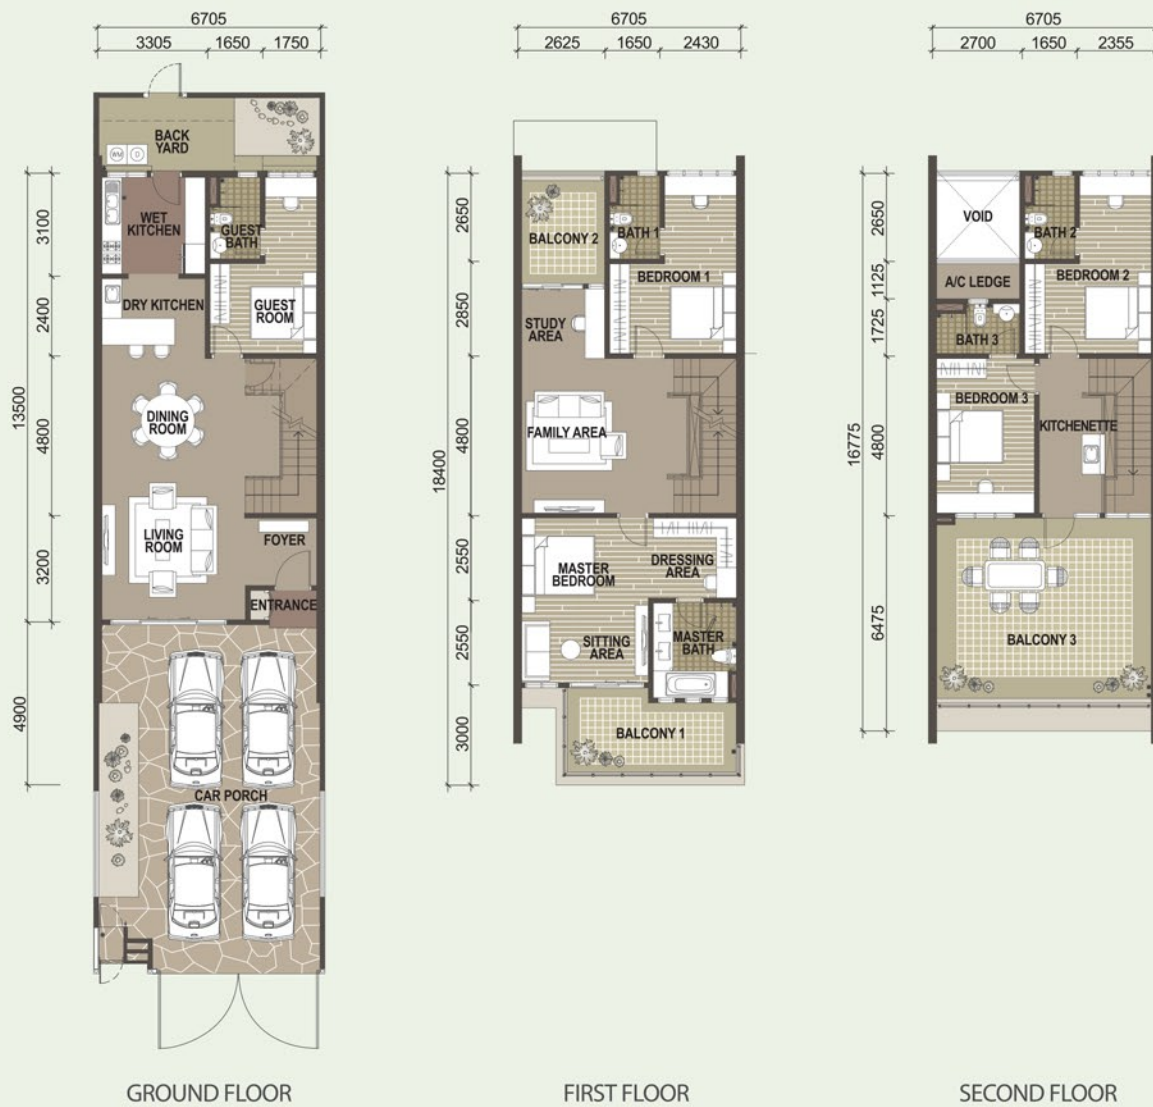 6705
3305 1650 1750
BACK
YARD
WM D
WET
KITCHEN
GUEST
BATH
DRY KITCHEN
GUEST
ROOM
DINING
ROOM
LIVING
ROOM
FOYER
ENTRANCE
CAR PORCH
3100
2400
13500
4800
3200
4900
GROUND FLOOR
6705
2625 1650 2430
BALCONY 2
BATH 1
BEDROOM 1
STUDY
AREA
FAMILY AREA
MASTER
BEDROOM
DRESSING
AREA
SITTING
AREA
MASTER
BATH
BALCONY 1
2650
2850
4800
18400
2550
2550
3000
FIRST FLOOR
6705
2700 1650 2355
VOID
BATH 2
A/C LEDGE
BEDROOM 2
BATH 3
BEDROOM 3
KITCHENETTE
BALCONY 3
2650
1125
1725
16775
4800
6475
SECOND FLOOR